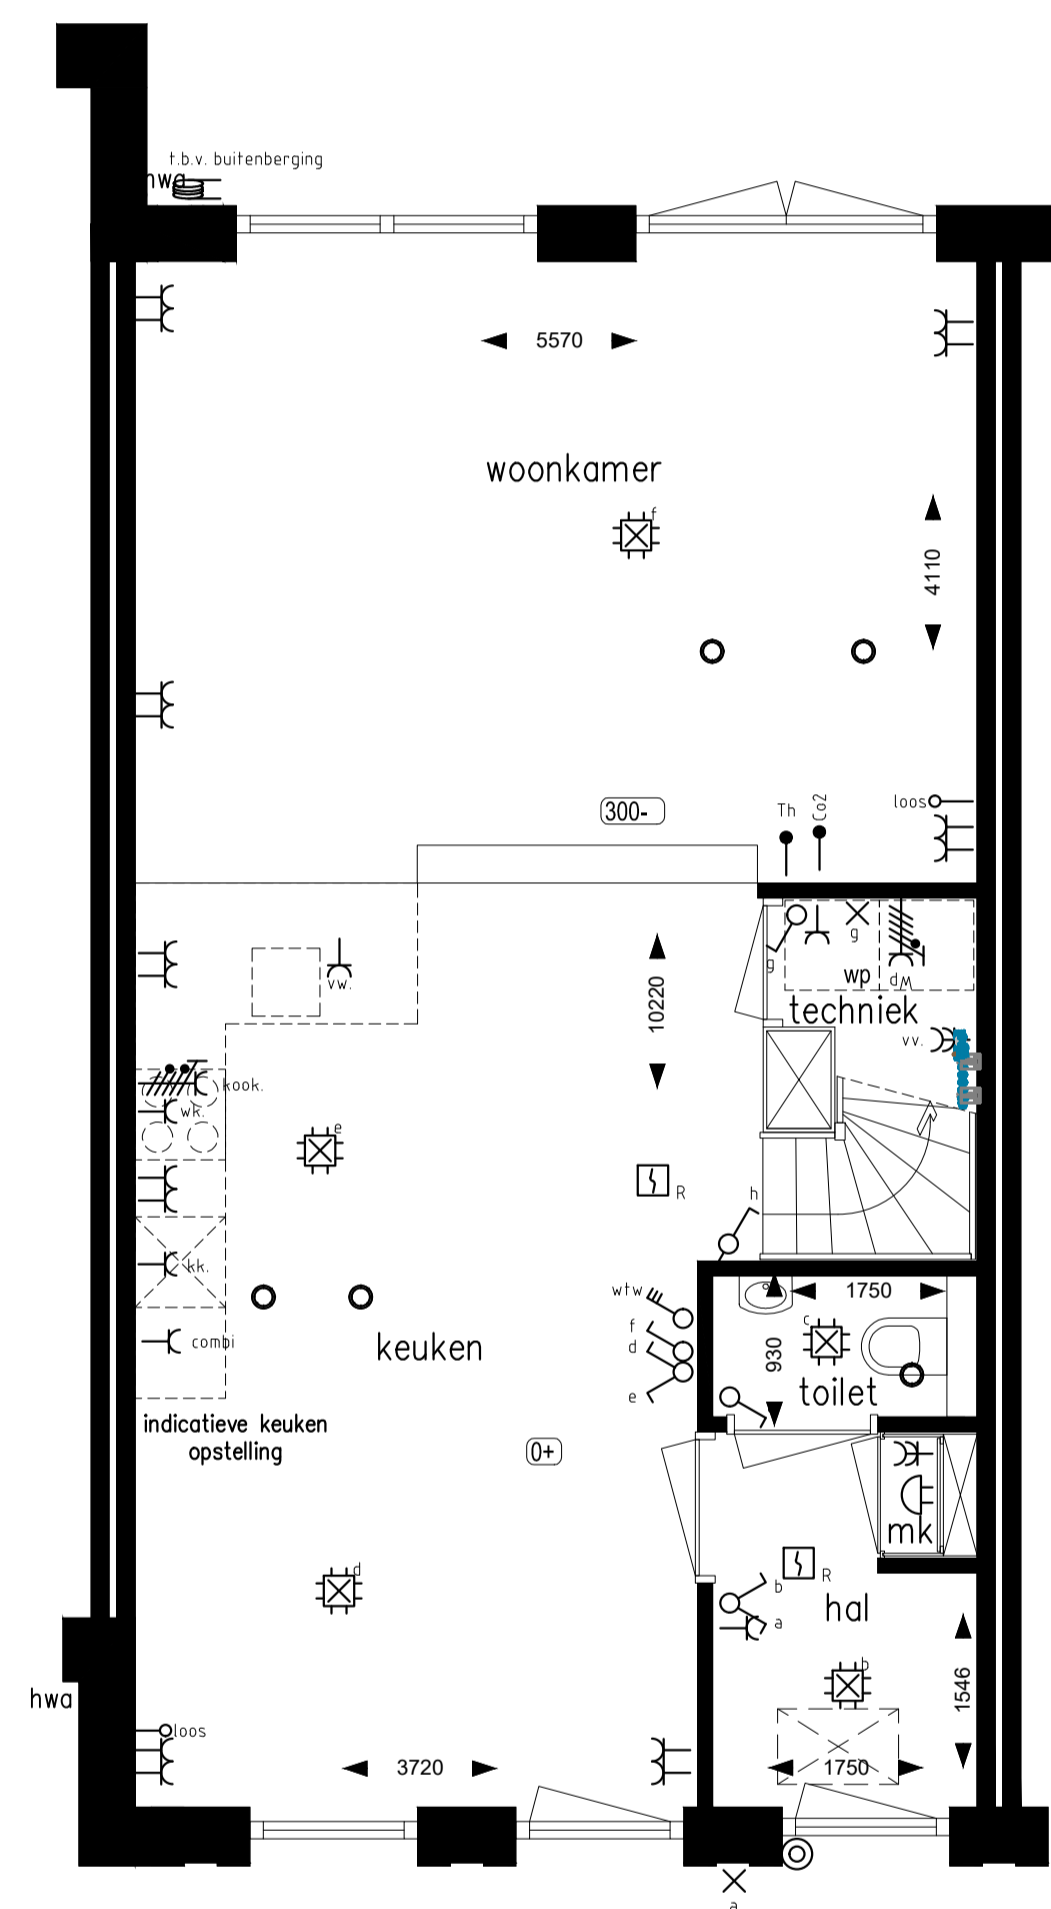 t.b.v. buitenberging
hwa
5570
woonkamer
f
4110
300-
Th
Co2
loos
g
g
wp
wp
techniek
vw.
10220
vv.
kook.
wk.
e
R
h
kk.
wtw
1750
f
c
combi
d
930
keuken
e
toilet
indicatieve keuken
opstelling
0+
mk
d
R
b
hal
a
b
1546
hwa
loos
3720
1750
a